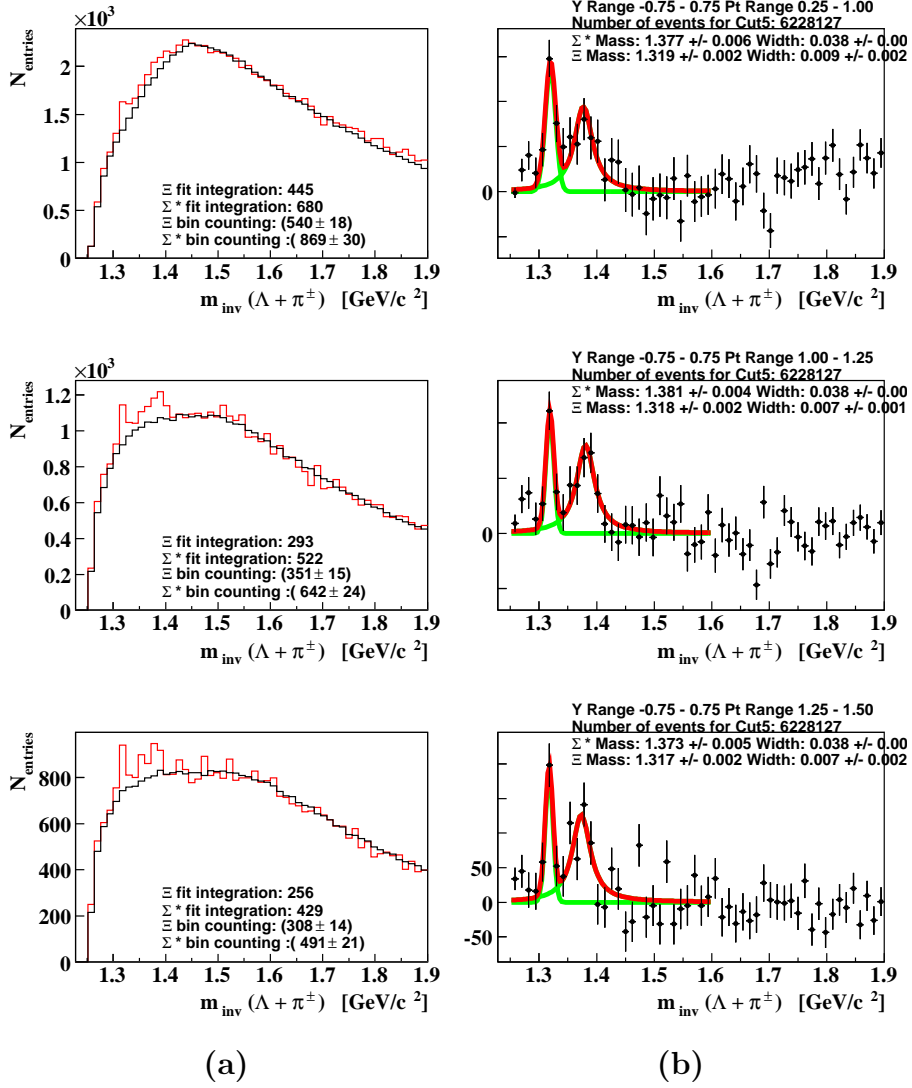 ×10³
N entries
2
1.5
1
0.5
0
Ξ fit integration: 445
Σ * fit integration: 680
Ξ bin counting: (540 ± 18)
Σ * bin counting :( 869 ± 30)
1.3 1.4 1.5 1.6 1.7 1.8 1.9
m inv (Λ + π±) [GeV/c ²]
Y Range -0.75 - 0.75 Pt Range 0.25 - 1.00
Number of events for Cut5: 6228127
Σ * Mass: 1.377 +/- 0.006 Width: 0.038 +/- 0.00
Ξ Mass: 1.319 +/- 0.002 Width: 0.009 +/- 0.002
0
1.3 1.4 1.5 1.6 1.7 1.8 1.9
m inv (Λ + π±) [GeV/c ²]
×10³
N entries
1.2
1
0.8
0.6
0.4
0.2
0
Ξ fit integration: 293
Σ * fit integration: 522
Ξ bin counting: (351 ± 15)
Σ * bin counting :( 642 ± 24)
1.3 1.4 1.5 1.6 1.7 1.8 1.9
m inv (Λ + π±) [GeV/c ²]
Y Range -0.75 - 0.75 Pt Range 1.00 - 1.25
Number of events for Cut5: 6228127
Σ * Mass: 1.381 +/- 0.004 Width: 0.038 +/- 0.00
Ξ Mass: 1.318 +/- 0.002 Width: 0.007 +/- 0.001
0
1.3 1.4 1.5 1.6 1.7 1.8 1.9
m inv (Λ + π±) [GeV/c ²]
N entries
800
600
400
200
0
Ξ fit integration: 256
Σ * fit integration: 429
Ξ bin counting: (308 ± 14)
Σ * bin counting :( 491 ± 21)
1.3 1.4 1.5 1.6 1.7 1.8 1.9
m inv (Λ + π±) [GeV/c ²]
Y Range -0.75 - 0.75 Pt Range 1.25 - 1.50
Number of events for Cut5: 6228127
Σ * Mass: 1.373 +/- 0.005 Width: 0.038 +/- 0.00
Ξ Mass: 1.317 +/- 0.002 Width: 0.007 +/- 0.002
50
0
-50
1.3 1.4 1.5 1.6 1.7 1.8 1.9
m inv (Λ + π±) [GeV/c ²]
(a) (b)